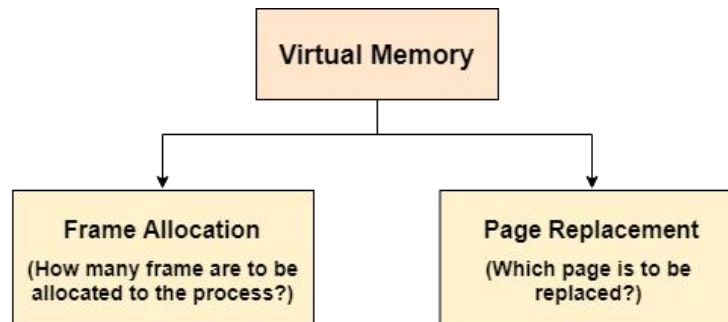 Virtual Memory
Frame Allocation
(How many frame are to be
allocated to the process?)
Page Replacement
(Which page is to be
replaced?)